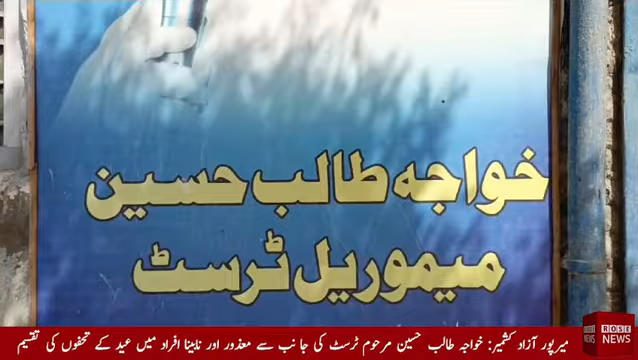 خواجہ طالب حسین
میموریل ٹرسٹ
میرپور آزاد کشمیر: خواجہ طالب حسین مرحوم ٹرسٹ کی جانب سے معذور اور نابینا افراد میں عید کے تحفوں کی تقسیم
ROSE
NEWS